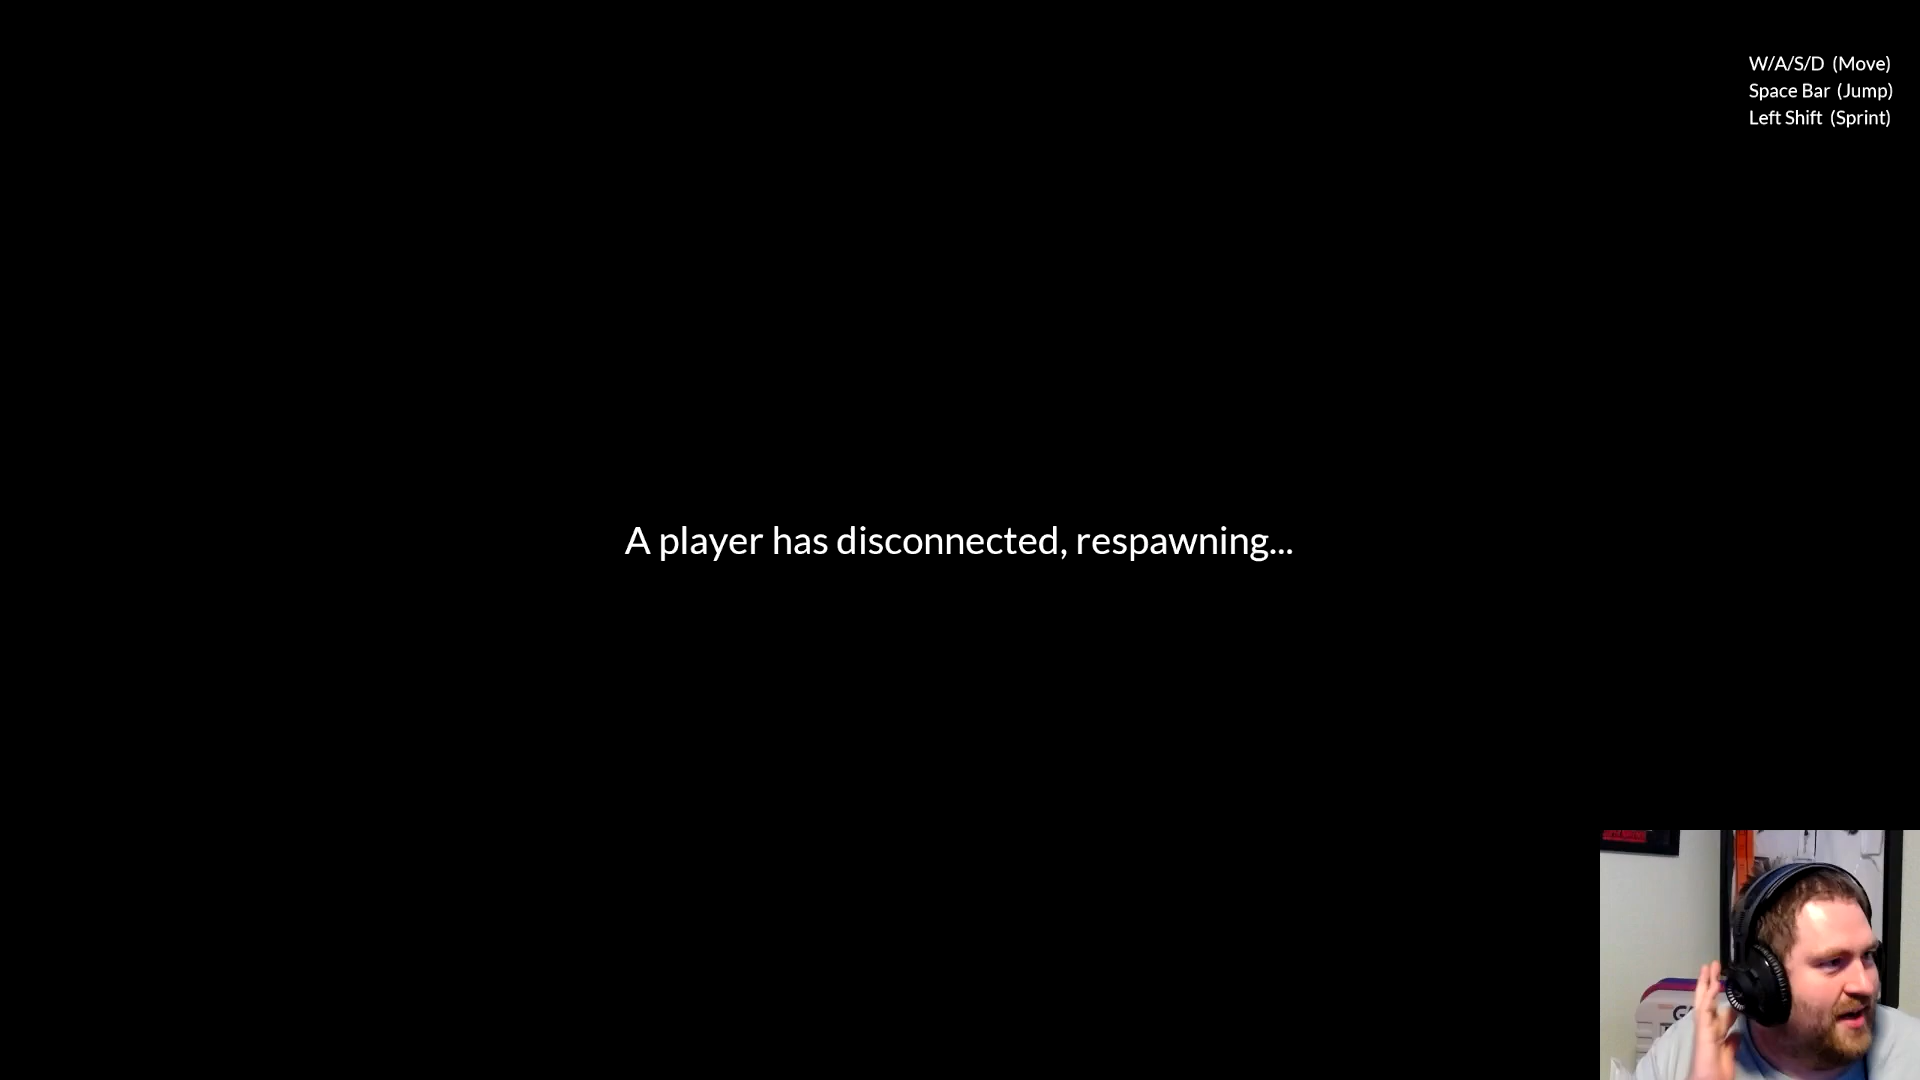 W/A/S/D (Move)
Space Bar (Jump)
Left Shift (Sprint)
A player has disconnected, respawning...